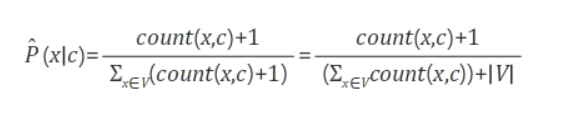 P̂(x|c)= count(x,c)+1 / Σx∈V(count(x,c)+1) = count(x,c)+1 / (Σx∈Vcount(x,c))+|V|